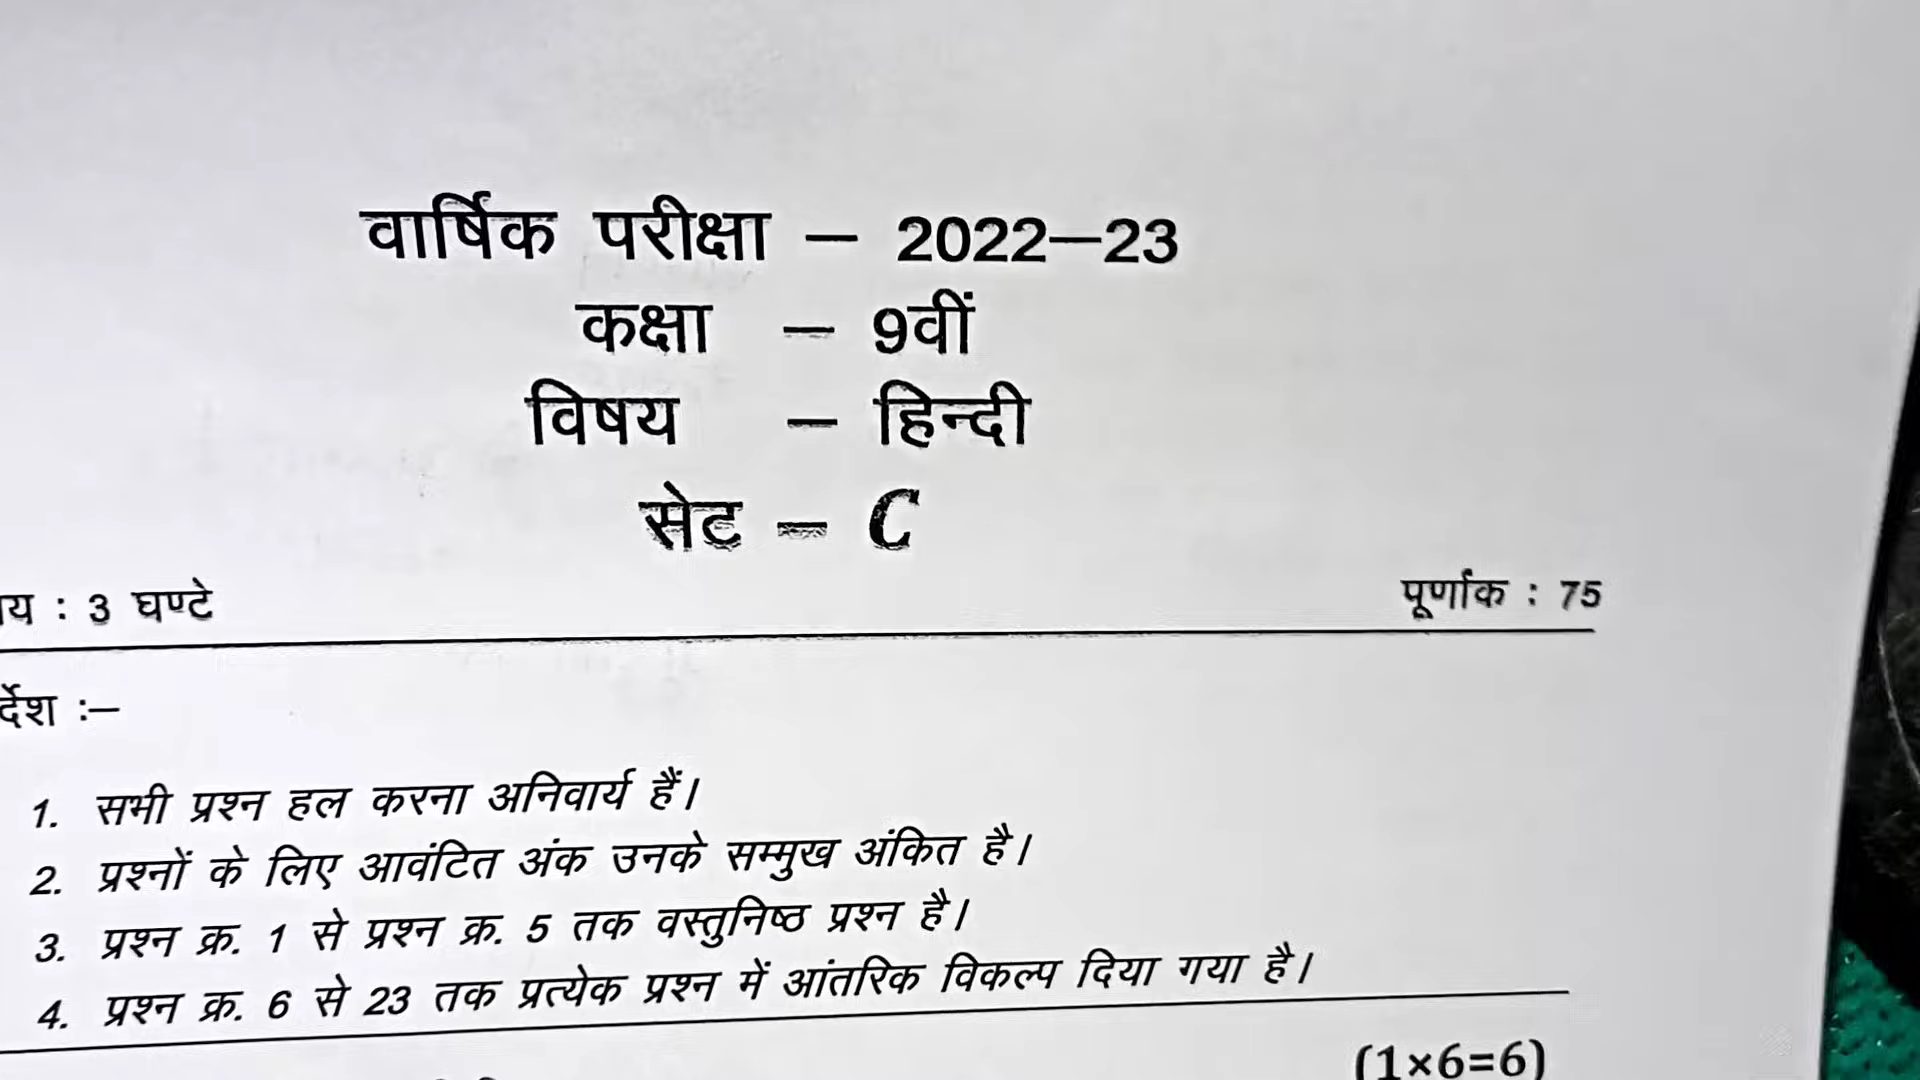 वार्षिक परीक्षा – 2022–23
कक्षा – 9वीं
विषय – हिन्दी
सेट – C
: 3 घण्टे पूर्णांक : 75
:–
1. सभी प्रश्न हल करना अनिवार्य हैं।
2. प्रश्नों के लिए आवंटित अंक उनके सम्मुख अंकित है।
3. प्रश्न क्र. 1 से प्रश्न क्र. 5 तक वस्तुनिष्ठ प्रश्न है।
4. प्रश्न क्र. 6 से 23 तक प्रत्येक प्रश्न में आंतरिक विकल्प दिया गया है।
(1×6=6)